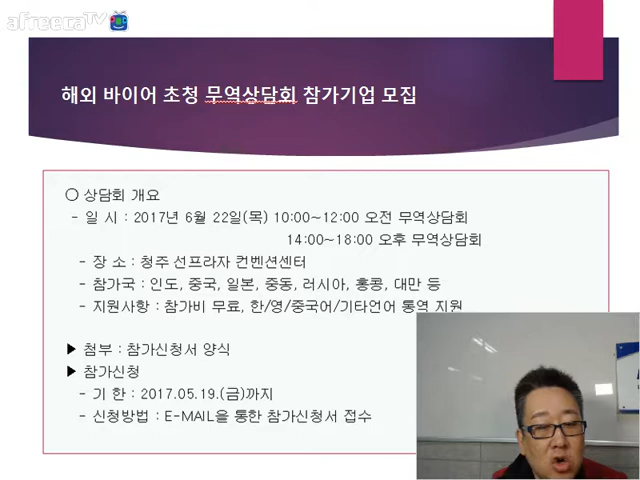 afreecaTV
해외 바이어 초청 무역상담회 참가기업 모집
○ 상담회 개요
- 일 시 : 2017년 6월 22일(목) 10:00~12:00 오전 무역상담회
14:00~18:00 오후 무역상담회
- 장 소 : 청주 선프라자 컨벤션센터
- 참가국 : 인도, 중국, 일본, 중동, 러시아, 홍콩, 대만 등
- 지원사항 : 참가비 무료, 한/영/중국어/기타언어 통역 지원
▶ 첨부 : 참가신청서 양식
▶ 참가신청
- 기 한 : 2017.05.19.(금)까지
- 신청방법 : E-MAIL을 통한 참가신청서 접수